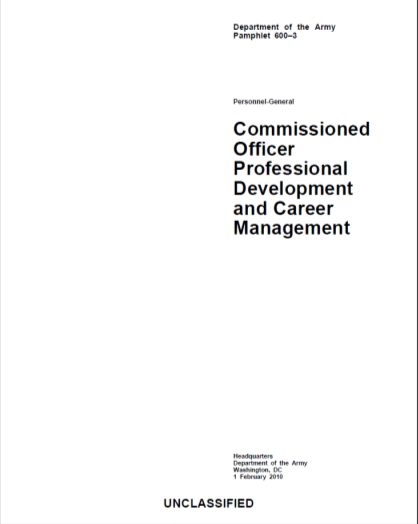 Department of the Army
Pamphlet 600–3
Personnel-General
Commissioned
Officer
Professional
Development
and Career
Management
Headquarters
Department of the Army
Washington, DC
1 February 2010
UNCLASSIFIED